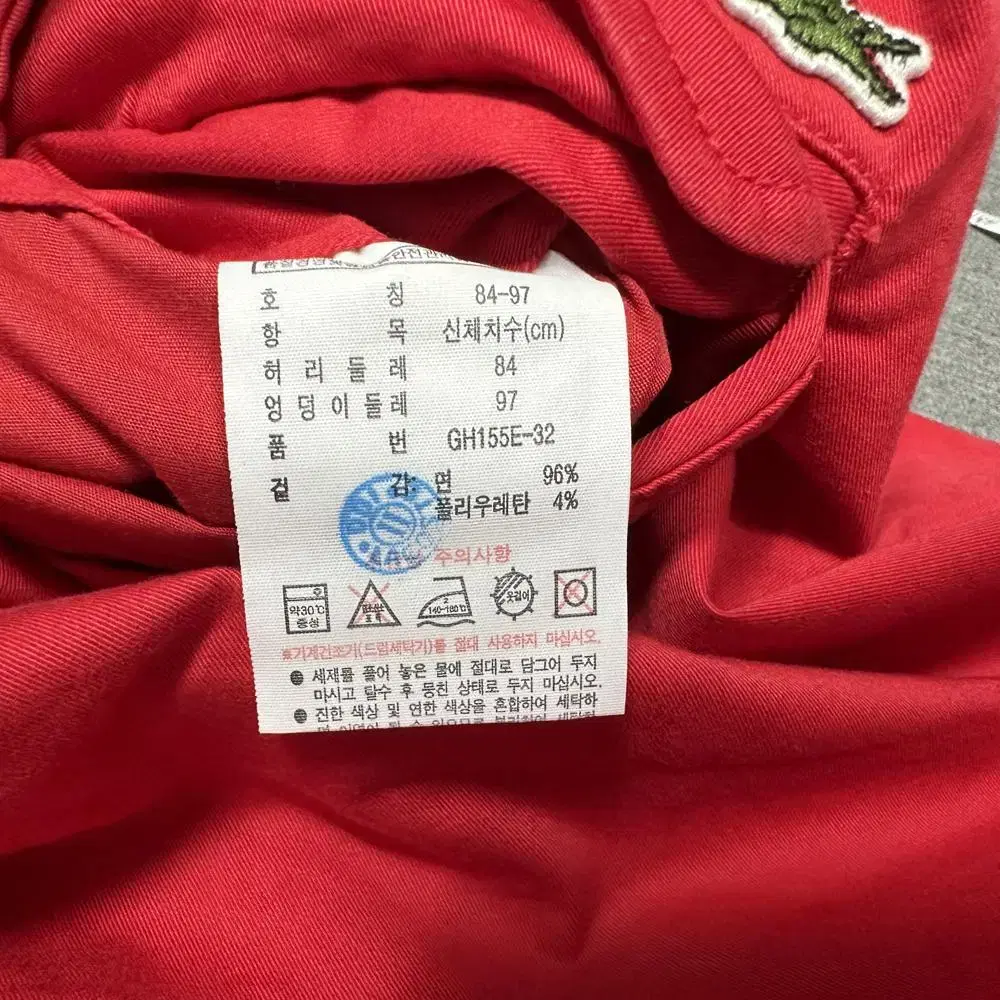 호 칭 84-97
항 목 신체치수(cm)
허 리 둘 레 84
엉 덩 이 둘 레 97
품 번 GH155E-32
겉 감: 면 96%
폴리우레탄 4%
주의사항
약30℃ 중성
2 140~160℃
옷걸이
※기계건조기(드럼세탁기)를 절대 사용하지 마십시오.
● 세제를 풀어 놓은 물에 절대로 담그어 두지
마시고 탈수 후 뭉친 상태로 두지 마십시오.
● 진한 색상 및 연한 색상을 혼합하여 세탁하